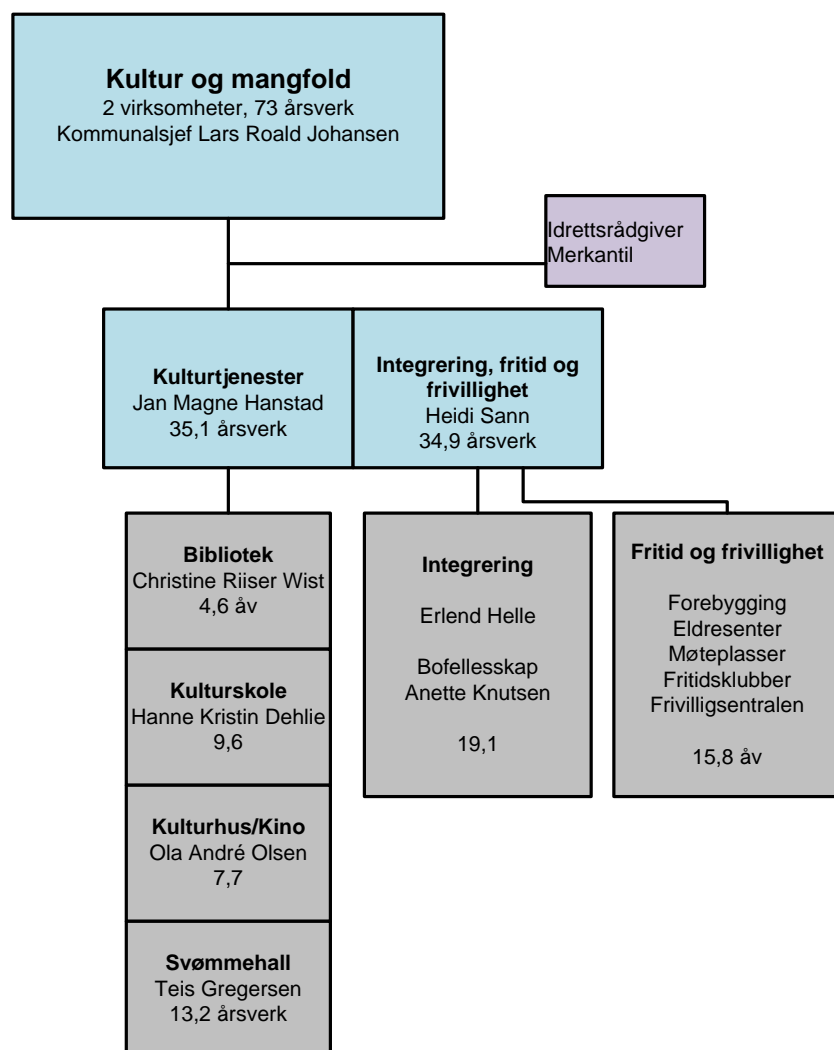 Kultur og mangfold
2 virksomheter, 73 årsverk
Kommunalsjef Lars Roald Johansen
Idrettsrådgiver
Merkantil
Kulturtjenester
Jan Magne Hanstad
35,1 årsverk
Integrering, fritid og
frivillighet
Heidi Sann
34,9 årsverk
Bibliotek
Christine Riiser Wist
4,6 åv
Kulturskole
Hanne Kristin Dehlie
9,6
Kulturhus/Kino
Ola André Olsen
7,7
Svømmehall
Teis Gregersen
13,2 årsverk
Integrering
Erlend Helle
Bofellesskap
Anette Knutsen
19,1
Fritid og frivillighet
Forebygging
Eldresenter
Møteplasser
Fritidsklubber
Frivilligsentralen
15,8 åv